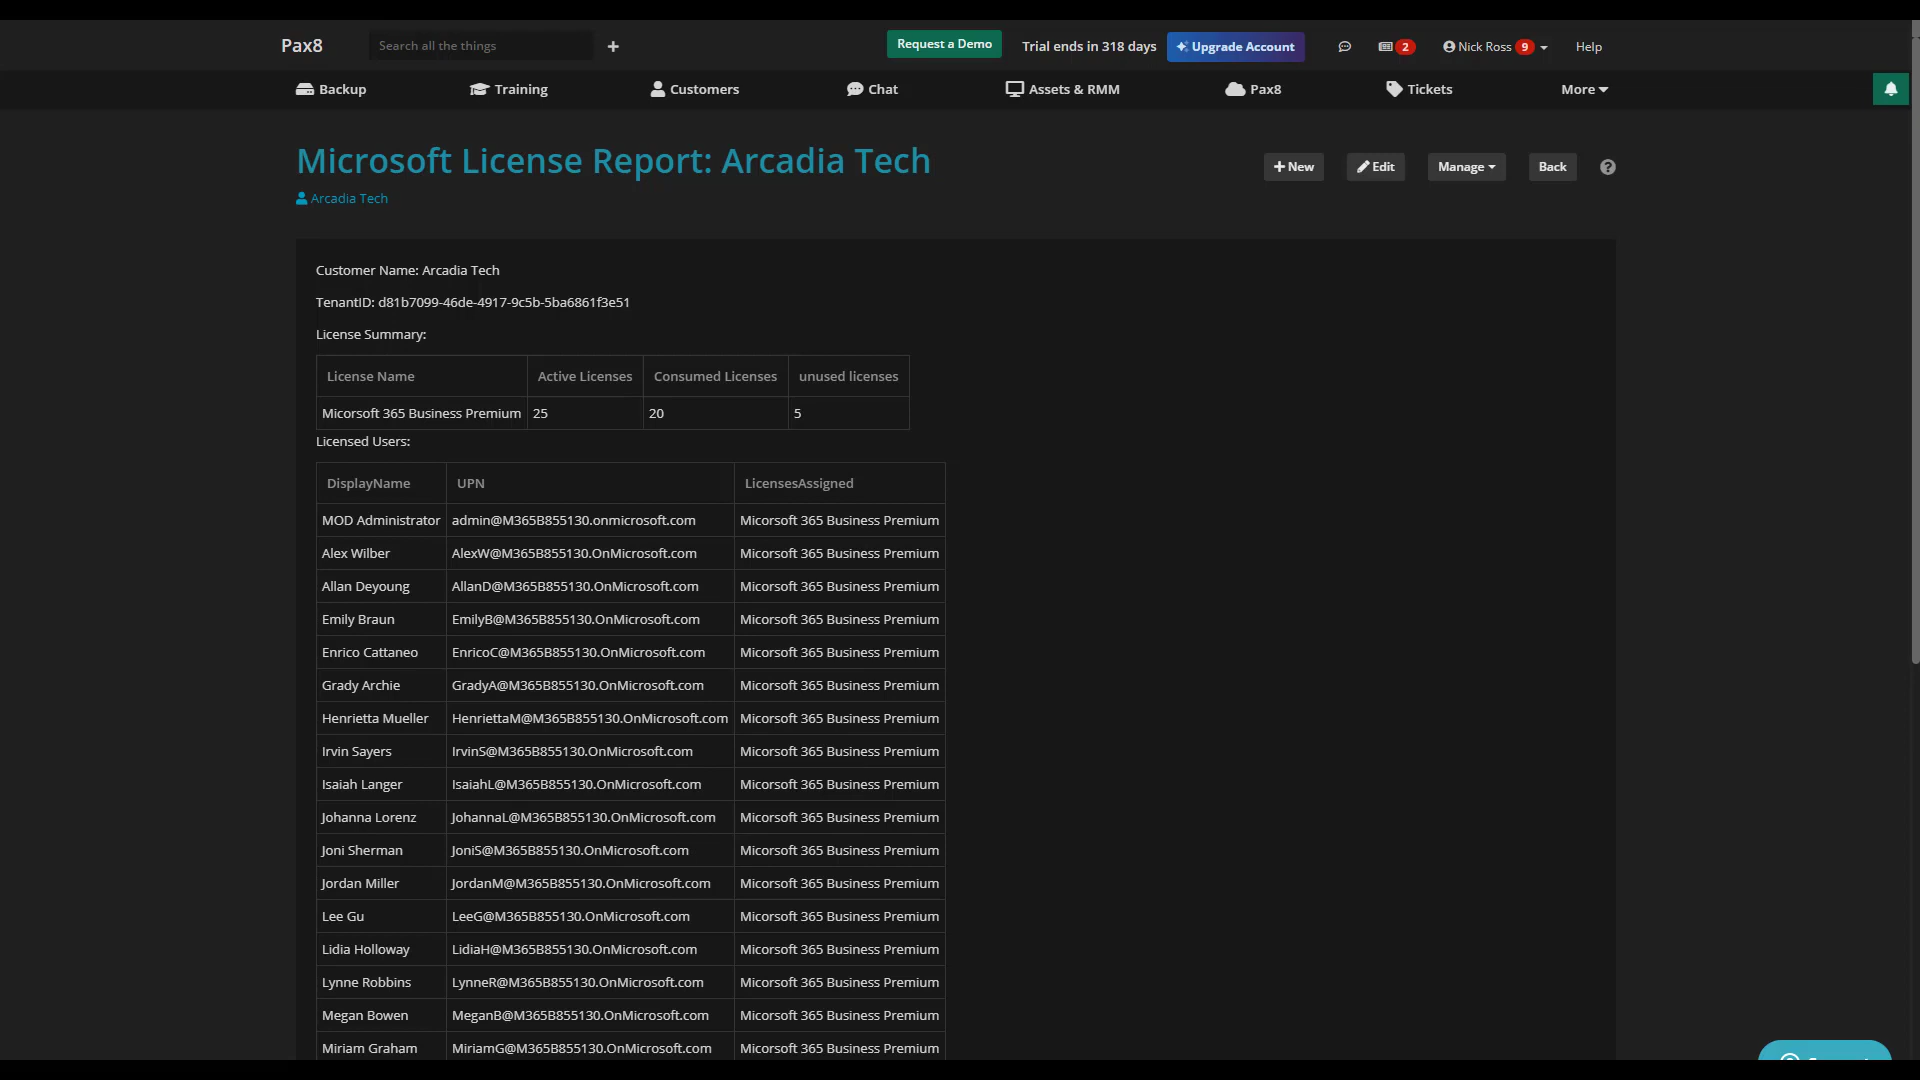 Pax8 Search all the things Request a Demo Trial ends in 318 days Upgrade Account 2 Nick Ross 9 Help
Backup Training Customers Chat Assets & RMM Pax8 Tickets More
Microsoft License Report: Arcadia Tech
New Edit Manage Back
Arcadia Tech
Customer Name: Arcadia Tech
TenantID: d81b7099-46de-4917-9c5b-5ba6861f3e51
License Summary:
License Name Active Licenses Consumed Licenses unused licenses
Micorsoft 365 Business Premium 25 20 5
Licensed Users:
DisplayName UPN LicensesAssigned
MOD Administrator admin@M365B855130.onmicrosoft.com Micorsoft 365 Business Premium
Alex Wilber AlexW@M365B855130.OnMicrosoft.com Micorsoft 365 Business Premium
Allan Deyoung AllanD@M365B855130.OnMicrosoft.com Micorsoft 365 Business Premium
Emily Braun EmilyB@M365B855130.OnMicrosoft.com Micorsoft 365 Business Premium
Enrico Cattaneo EnricoC@M365B855130.OnMicrosoft.com Micorsoft 365 Business Premium
Grady Archie GradyA@M365B855130.OnMicrosoft.com Micorsoft 365 Business Premium
Henrietta Mueller HenriettaM@M365B855130.OnMicrosoft.com Micorsoft 365 Business Premium
Irvin Sayers IrvinS@M365B855130.OnMicrosoft.com Micorsoft 365 Business Premium
Isaiah Langer IsaiahL@M365B855130.OnMicrosoft.com Micorsoft 365 Business Premium
Johanna Lorenz JohannaL@M365B855130.OnMicrosoft.com Micorsoft 365 Business Premium
Joni Sherman JoniS@M365B855130.OnMicrosoft.com Micorsoft 365 Business Premium
Jordan Miller JordanM@M365B855130.OnMicrosoft.com Micorsoft 365 Business Premium
Lee Gu LeeG@M365B855130.OnMicrosoft.com Micorsoft 365 Business Premium
Lidia Holloway LidiaH@M365B855130.OnMicrosoft.com Micorsoft 365 Business Premium
Lynne Robbins LynneR@M365B855130.OnMicrosoft.com Micorsoft 365 Business Premium
Megan Bowen MeganB@M365B855130.OnMicrosoft.com Micorsoft 365 Business Premium
Miriam Graham MiriamG@M365B855130.OnMicrosoft.com Micorsoft 365 Business Premium